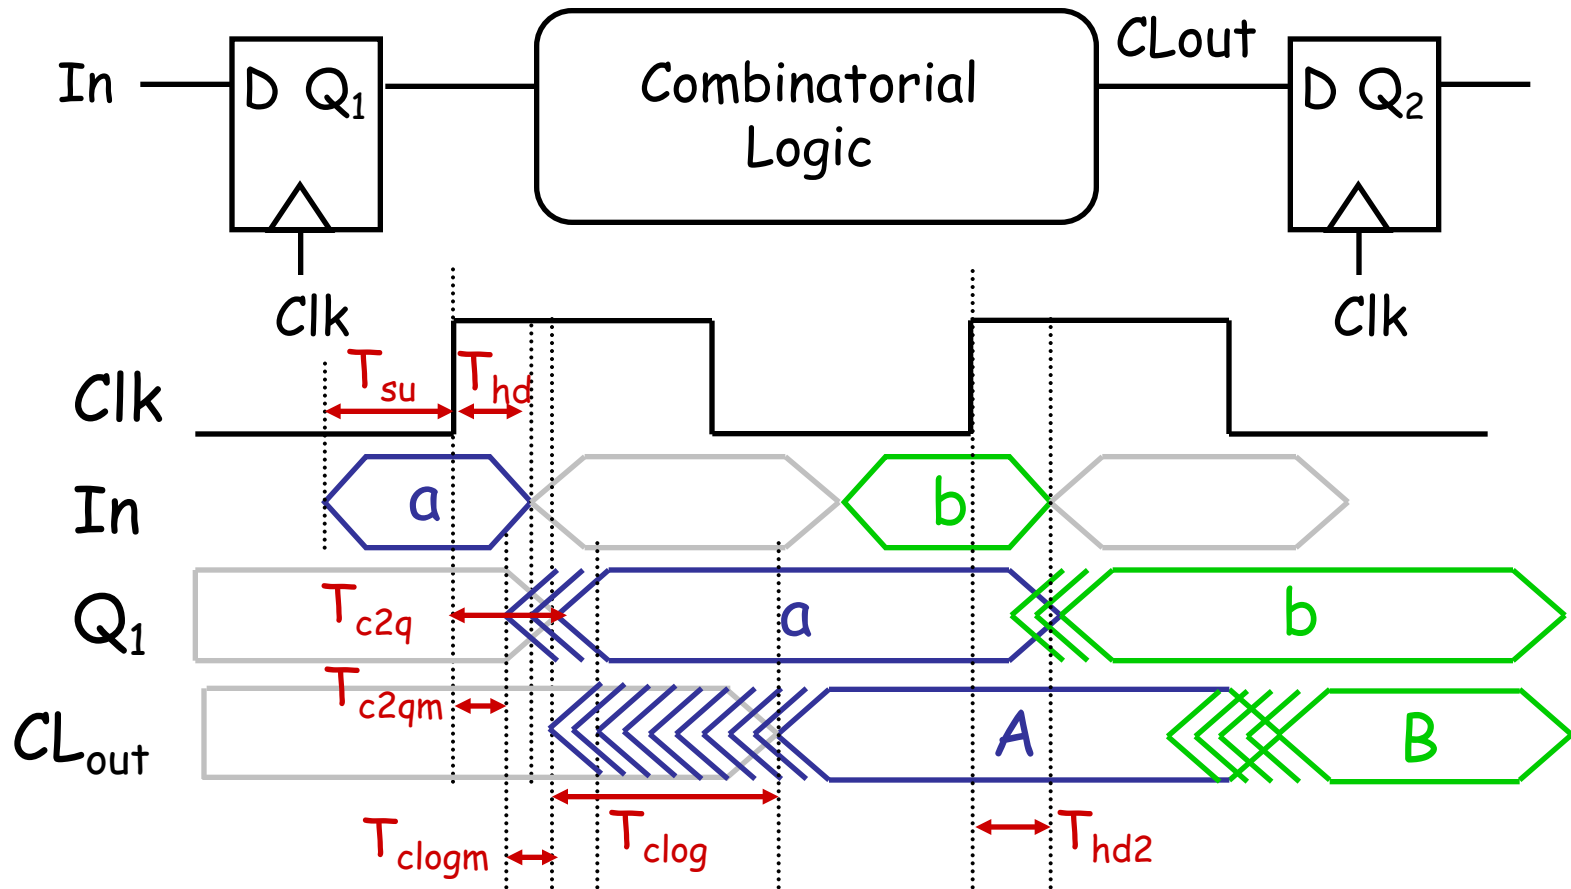 In
D Q1
Combinatorial
Logic
CLout
D Q2
Clk
Clk
Clk
Tsu
Thd
In
a
b
Q1
Tc2q
a
b
Tc2qm
CLout
A
B
Tclogm
Tclog
Thd2